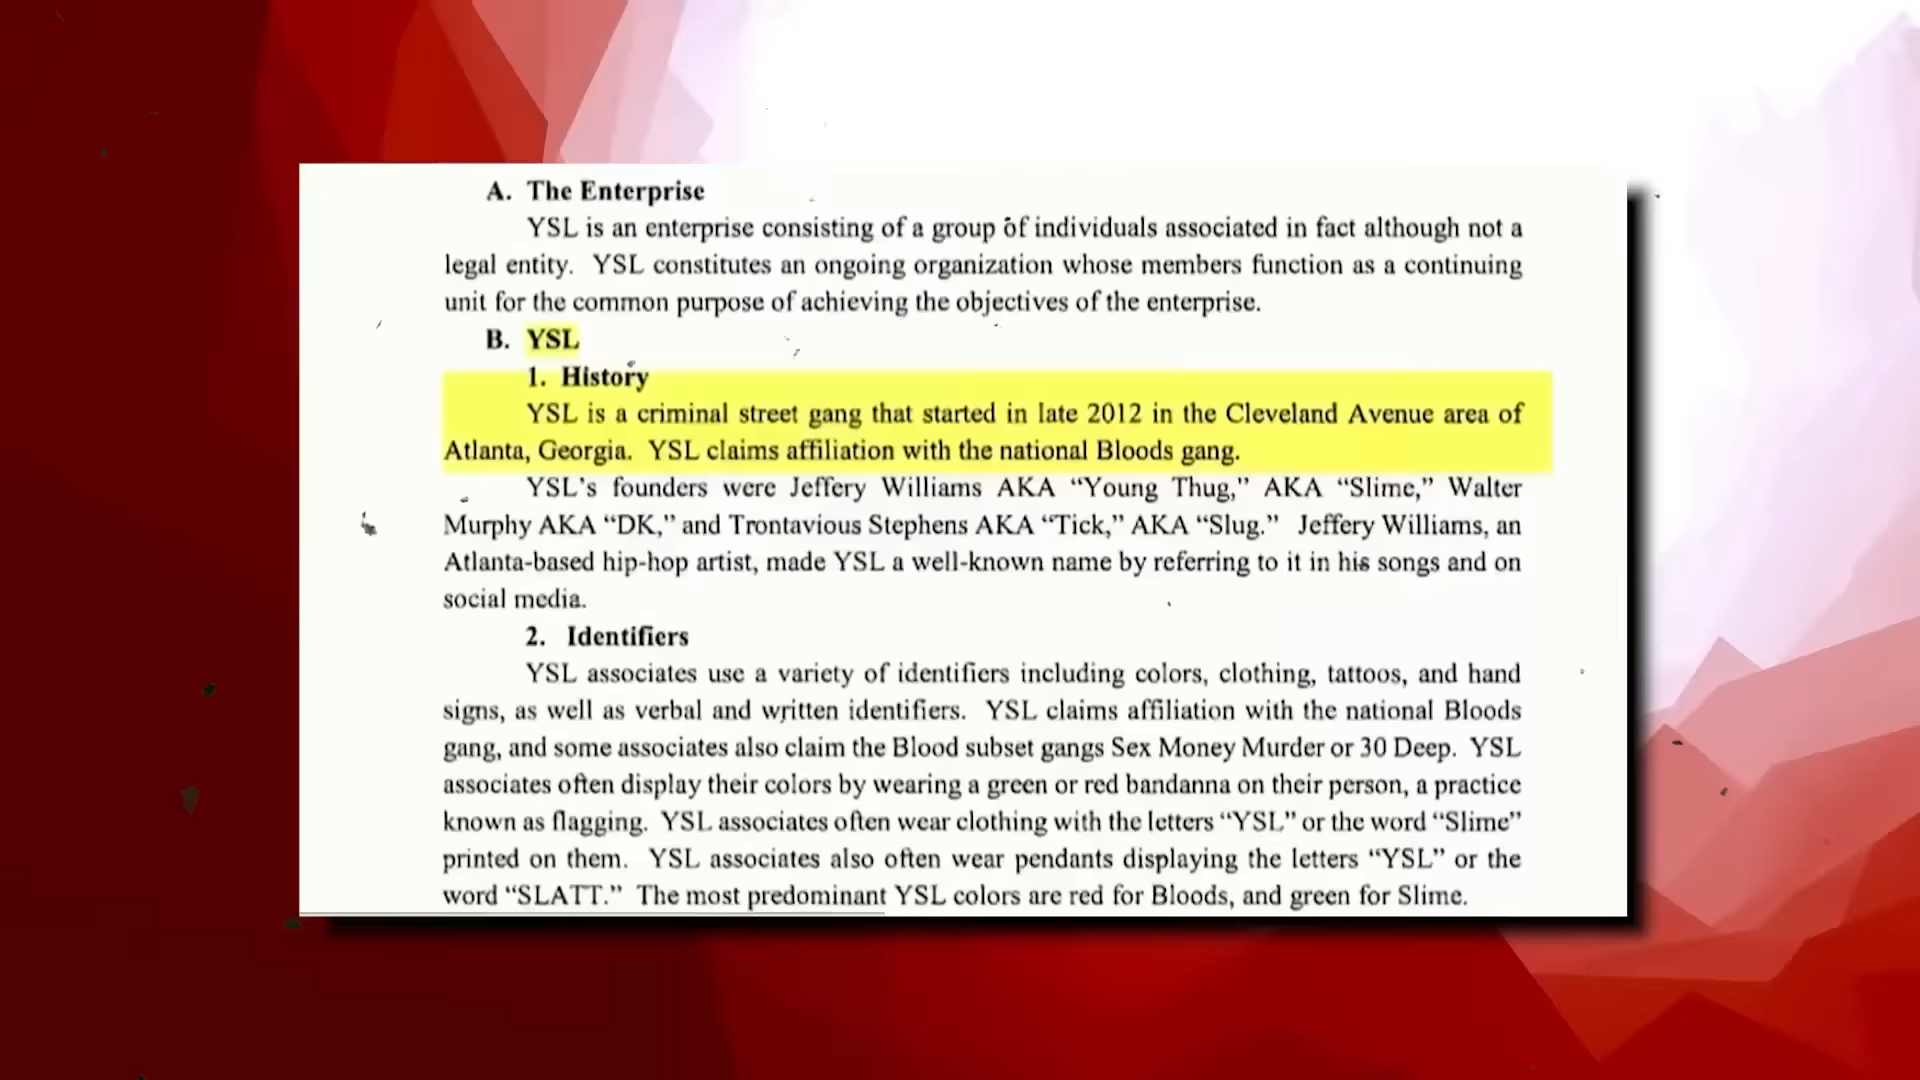 A. The Enterprise
YSL is an enterprise consisting of a group of individuals associated in fact although not a
legal entity. YSL constitutes an ongoing organization whose members function as a continuing
unit for the common purpose of achieving the objectives of the enterprise.
B. YSL
1. History
YSL is a criminal street gang that started in late 2012 in the Cleveland Avenue area of
Atlanta, Georgia. YSL claims affiliation with the national Bloods gang.
YSL’s founders were Jeffery Williams AKA “Young Thug,” AKA “Slime,” Walter
Murphy AKA “DK,” and Trontavious Stephens AKA “Tick,” AKA “Slug.” Jeffery Williams, an
Atlanta-based hip-hop artist, made YSL a well-known name by referring to it in his songs and on
social media.
2. Identifiers
YSL associates use a variety of identifiers including colors, clothing, tattoos, and hand
signs, as well as verbal and written identifiers. YSL claims affiliation with the national Bloods
gang, and some associates also claim the Blood subset gangs Sex Money Murder or 30 Deep. YSL
associates often display their colors by wearing a green or red bandanna on their person, a practice
known as flagging. YSL associates often wear clothing with the letters “YSL” or the word “Slime”
printed on them. YSL associates also often wear pendants displaying the letters “YSL” or the
word “SLATT.” The most predominant YSL colors are red for Bloods, and green for Slime.